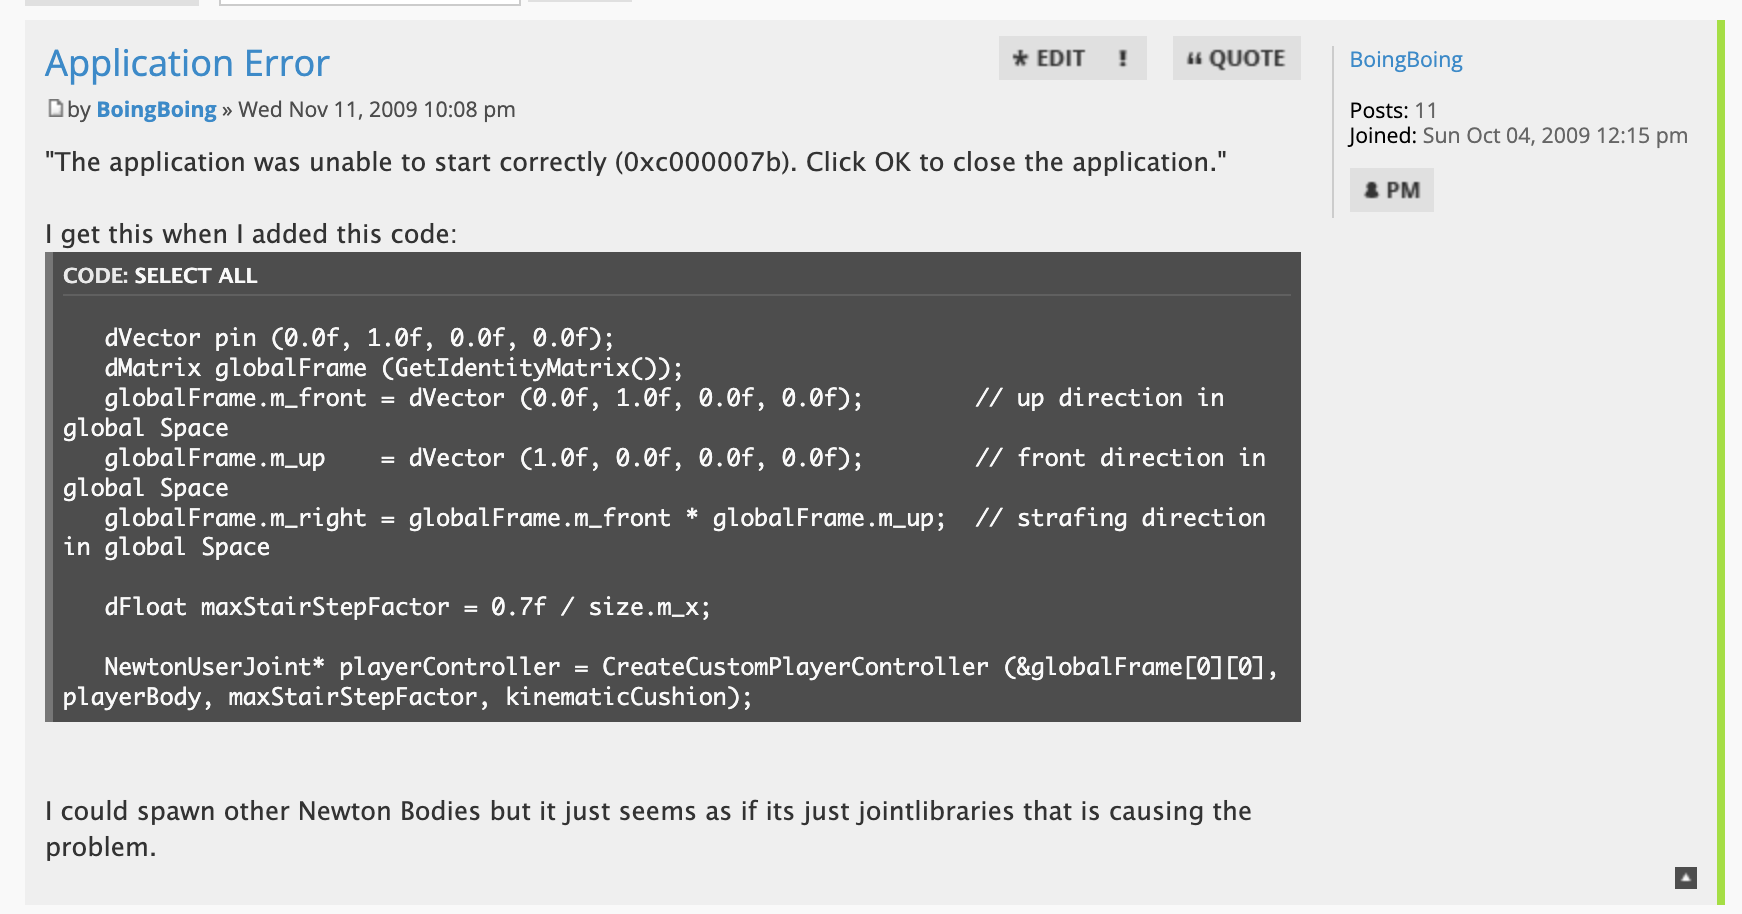 Application Error
* EDIT ! “ QUOTE
by BoingBoing » Wed Nov 11, 2009 10:08 pm
"The application was unable to start correctly (0xc000007b). Click OK to close the application."
I get this when I added this code:
CODE: SELECT ALL
dVector pin (0.0f, 1.0f, 0.0f, 0.0f);
dMatrix globalFrame (GetIdentityMatrix());
globalFrame.m_front = dVector (0.0f, 1.0f, 0.0f, 0.0f); // up direction in
global Space
globalFrame.m_up = dVector (1.0f, 0.0f, 0.0f, 0.0f); // front direction in
global Space
globalFrame.m_right = globalFrame.m_front * globalFrame.m_up; // strafing direction
in global Space
dFloat maxStairStepFactor = 0.7f / size.m_x;
NewtonUserJoint* playerController = CreateCustomPlayerController (&globalFrame[0][0],
playerBody, maxStairStepFactor, kinematicCushion);
I could spawn other Newton Bodies but it just seems as if its just jointlibraries that is causing the
problem.
BoingBoing
Posts: 11
Joined: Sun Oct 04, 2009 12:15 pm
PM